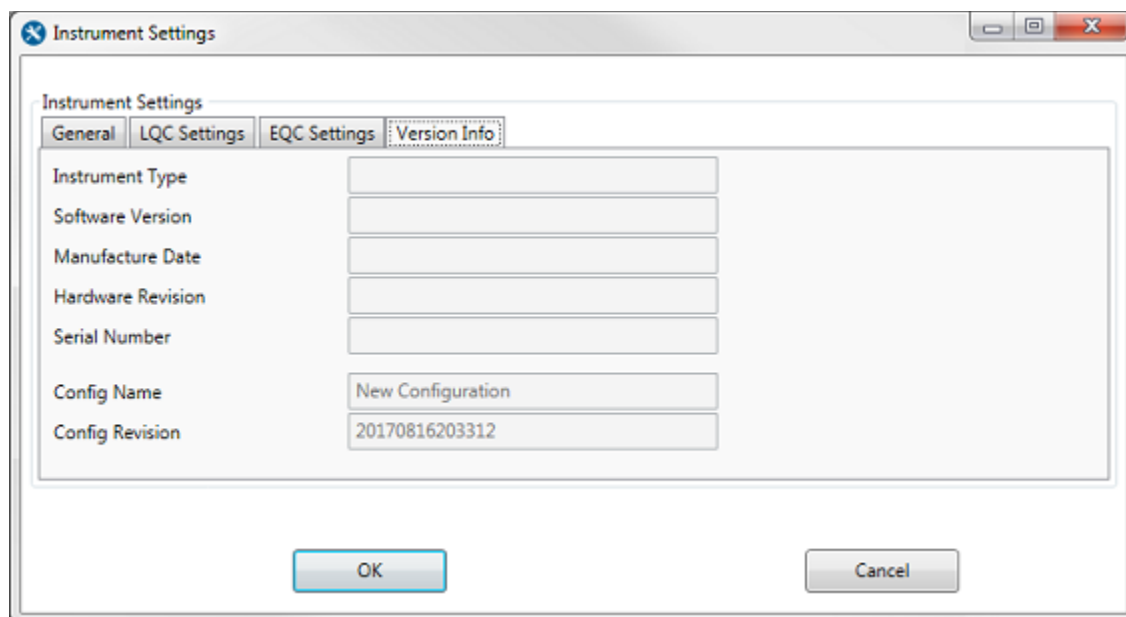 Instrument Settings
Instrument Settings
General LQC Settings EQC Settings Version Info
Instrument Type
Software Version
Manufacture Date
Hardware Revision
Serial Number
Config Name New Configuration
Config Revision 20170816203312
OK Cancel